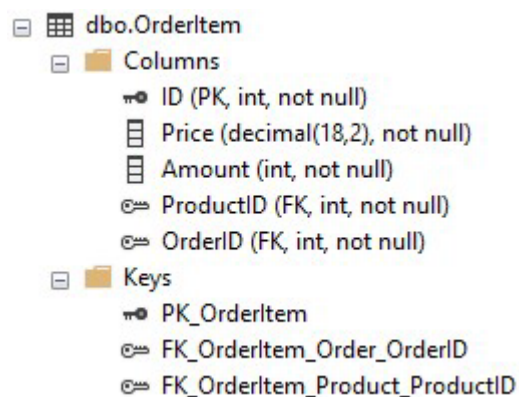 dbo.OrderItem
Columns
ID (PK, int, not null)
Price (decimal(18,2), not null)
Amount (int, not null)
ProductID (FK, int, not null)
OrderID (FK, int, not null)
Keys
PK_OrderItem
FK_OrderItem_Order_OrderID
FK_OrderItem_Product_ProductID